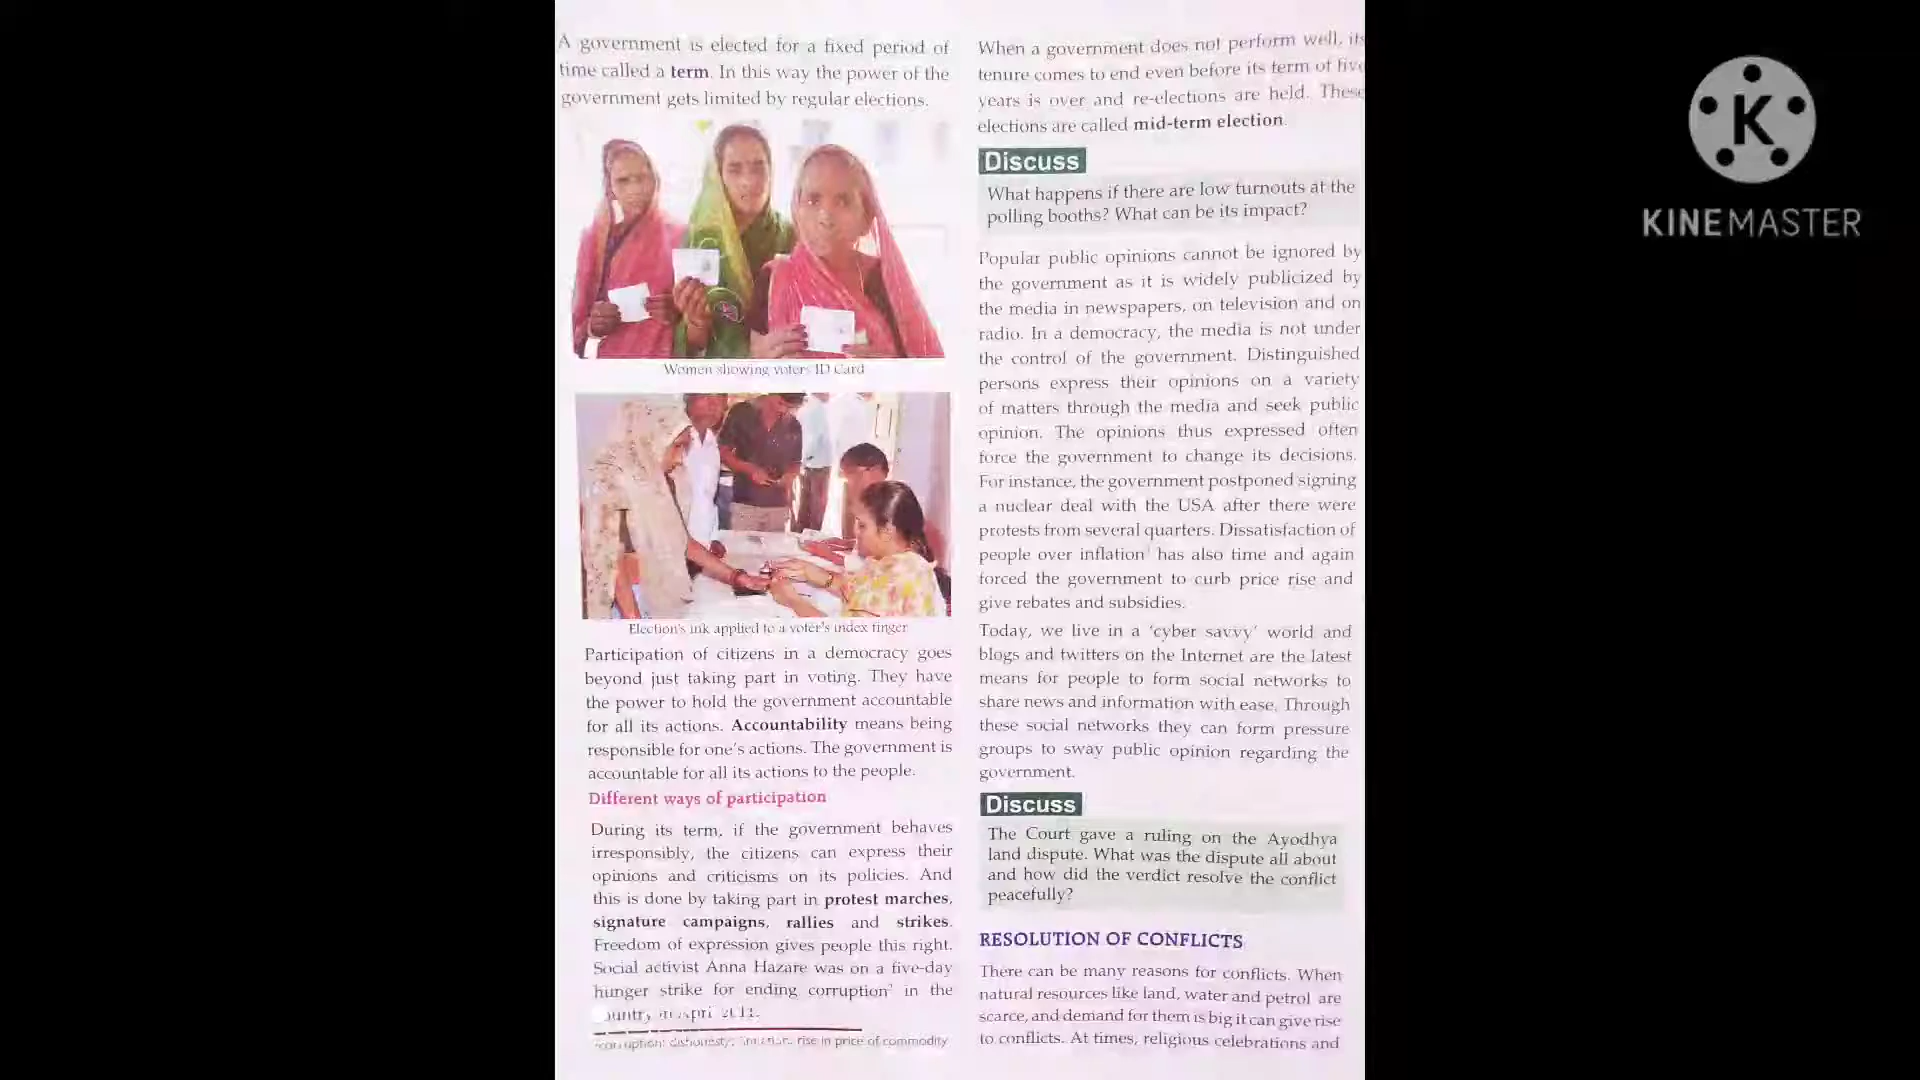 A government is elected for a fixed period of
time called a term. In this way the power of the
government gets limited by regular elections.
Women showing voters ID Card
Election's ink applied to a voter's index finger
Participation of citizens in a democracy goes
beyond just taking part in voting. They have
the power to hold the government accountable
for all its actions. Accountability means being
responsible for one's actions. The government is
accountable for all its actions to the people.
Different ways of participation
During its term, if the government behaves
irresponsibly, the citizens can express their
opinions and criticisms on its policies. And
this is done by taking part in protest marches,
signature campaigns, rallies and strikes.
Freedom of expression gives people this right.
Social activist Anna Hazare was on a five-day
hunger strike for ending corruption in the
in 2011.
corruption: dishonesty; rise in price of commodity
When a government does not perform well, its
tenure comes to end even before its term of five
years is over and re-elections are held. These
elections are called mid-term election.
Discuss
What happens if there are low turnouts at the
polling booths? What can be its impact?
Popular public opinions cannot be ignored by
the government as it is widely publicized by
the media in newspapers, on television and on
radio. In a democracy, the media is not under
the control of the government. Distinguished
persons express their opinions on a variety
of matters through the media and seek public
opinion. The opinions thus expressed often
force the government to change its decisions.
For instance, the government postponed signing
a nuclear deal with the USA after there were
protests from several quarters. Dissatisfaction of
people over inflation has also time and again
forced the government to curb price rise and
give rebates and subsidies.
Today, we live in a 'cyber savvy' world and
blogs and twitters on the Internet are the latest
means for people to form social networks to
share news and information with ease. Through
these social networks they can form pressure
groups to sway public opinion regarding the
government.
Discuss
The Court gave a ruling on the Ayodhya
land dispute. What was the dispute all about
and how did the verdict resolve the conflict
peacefully?
RESOLUTION OF CONFLICTS
There can be many reasons for conflicts. When
natural resources like land, water and petrol are
scarce, and demand for them is big it can give rise
to conflicts. At times, religious celebrations and
K
KINEMASTER